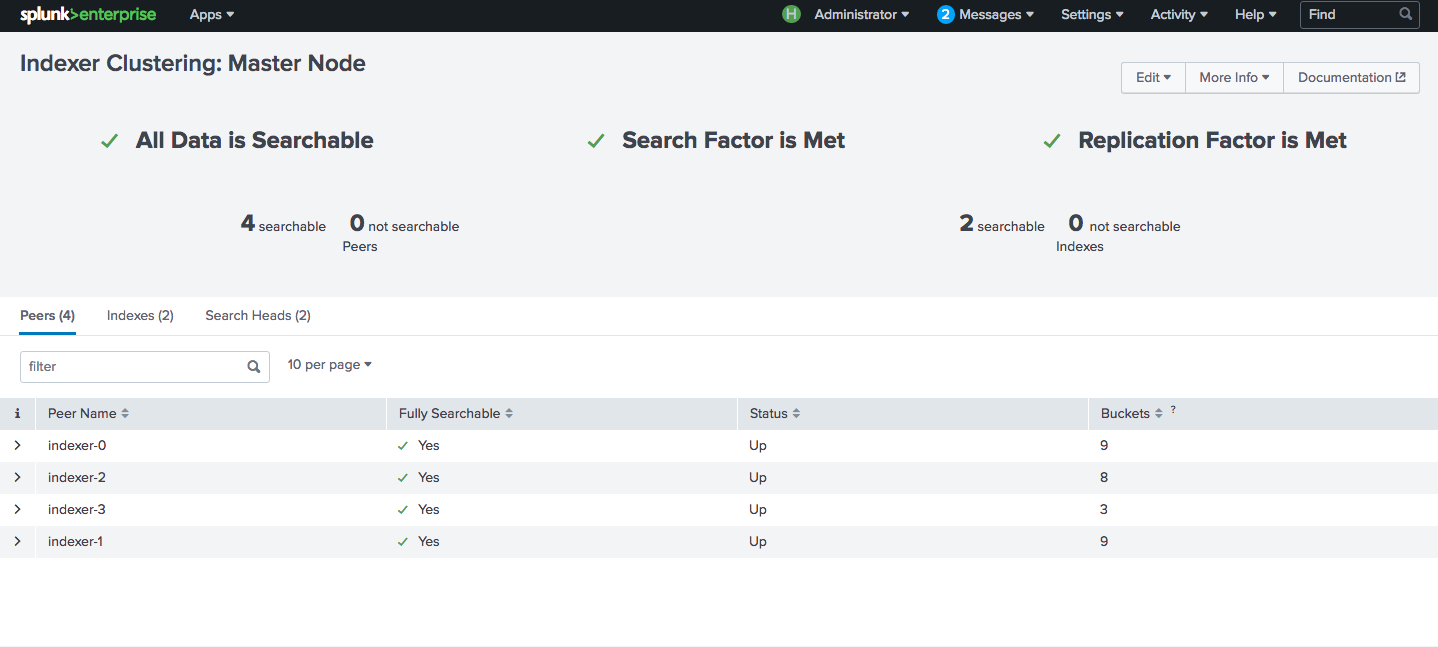 splunk>enterprise Apps H Administrator 2 Messages Settings Activity Help Find
Indexer Clustering: Master Node
Edit More Info Documentation
All Data is Searchable Search Factor is Met Replication Factor is Met
4 searchable 0 not searchable 2 searchable 0 not searchable
Peers Indexes
Peers (4) Indexes (2) Search Heads (2)
filter 10 per page
i Peer Name Fully Searchable Status Buckets ?
indexer-0 Yes Up 9
indexer-2 Yes Up 8
indexer-3 Yes Up 3
indexer-1 Yes Up 9